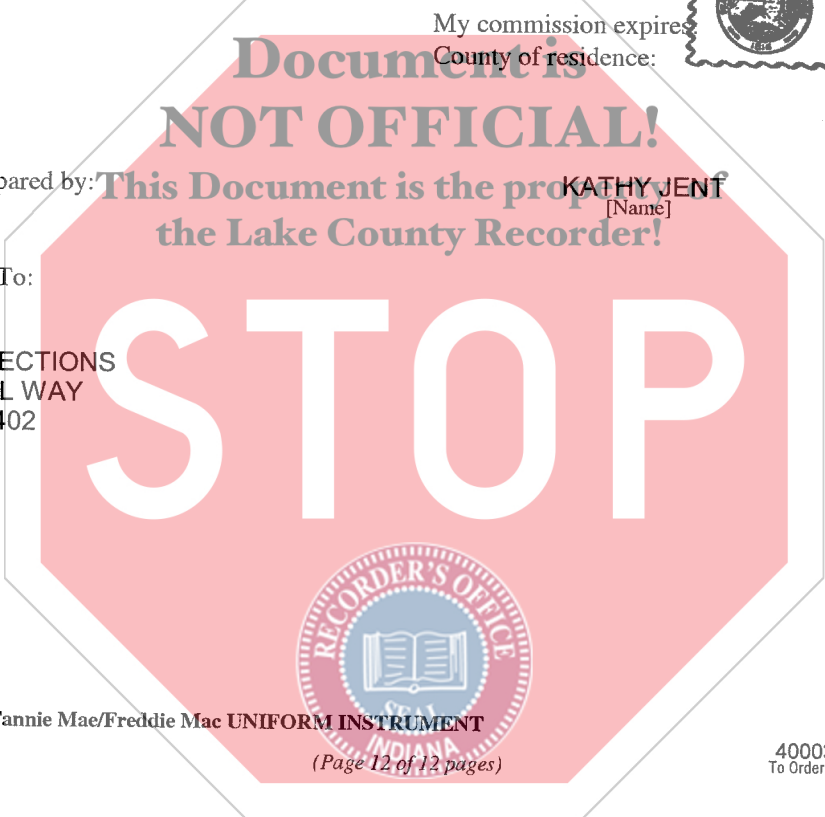 My commission expires:
County of residence:
Document is
NOT OFFICIAL!
pared by:
This Document is the property of
KATHY JENT
[Name]
the Lake County Recorder!
To:
STOP
ECTIONS
L WAY
402
RECORDER'S OFFICE
SEAL
INDIANA
annie Mae/Freddie Mac UNIFORM INSTRUMENT
(Page 12 of 12 pages)
4000
To Order